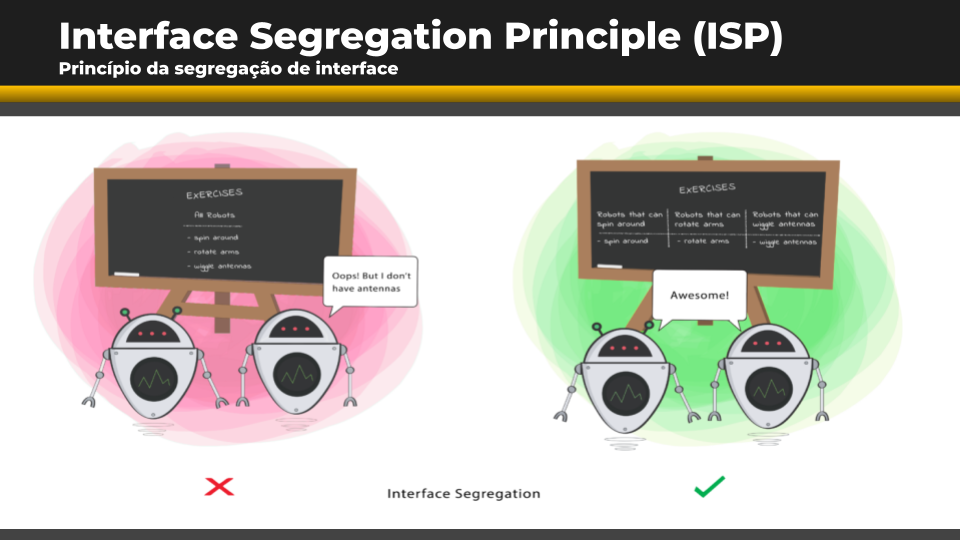 Interface Segregation Principle (ISP)
Princípio da segregação de interface
EXERCISES
All Robots
- spin around
- rotate arms
- wiggle antennas
Oops! But I don't
have antennas
EXERCISES
Robots that can
spin around
- spin around
Robots that can
rotate arms
- rotate arms
Robots that can
wiggle antennas
- wiggle antennas
Awesome!
Interface Segregation